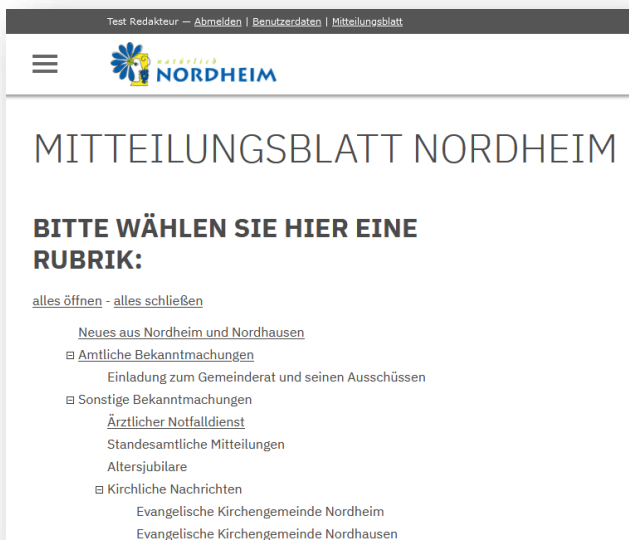 Test Redakteur — Abmelden | Benutzerdaten | Mitteilungsblatt
natürlich
NORDHEIM
MITTEILUNGSBLATT NORDHEIM
BITTE WÄHLEN SIE HIER EINE
RUBRIK:
alles öffnen - alles schließen
Neues aus Nordheim und Nordhausen
Amtliche Bekanntmachungen
Einladung zum Gemeinderat und seinen Ausschüssen
Sonstige Bekanntmachungen
Ärztlicher Notfalldienst
Standesamtliche Mitteilungen
Altersjubilare
Kirchliche Nachrichten
Evangelische Kirchengemeinde Nordheim
Evangelische Kirchengemeinde Nordhausen